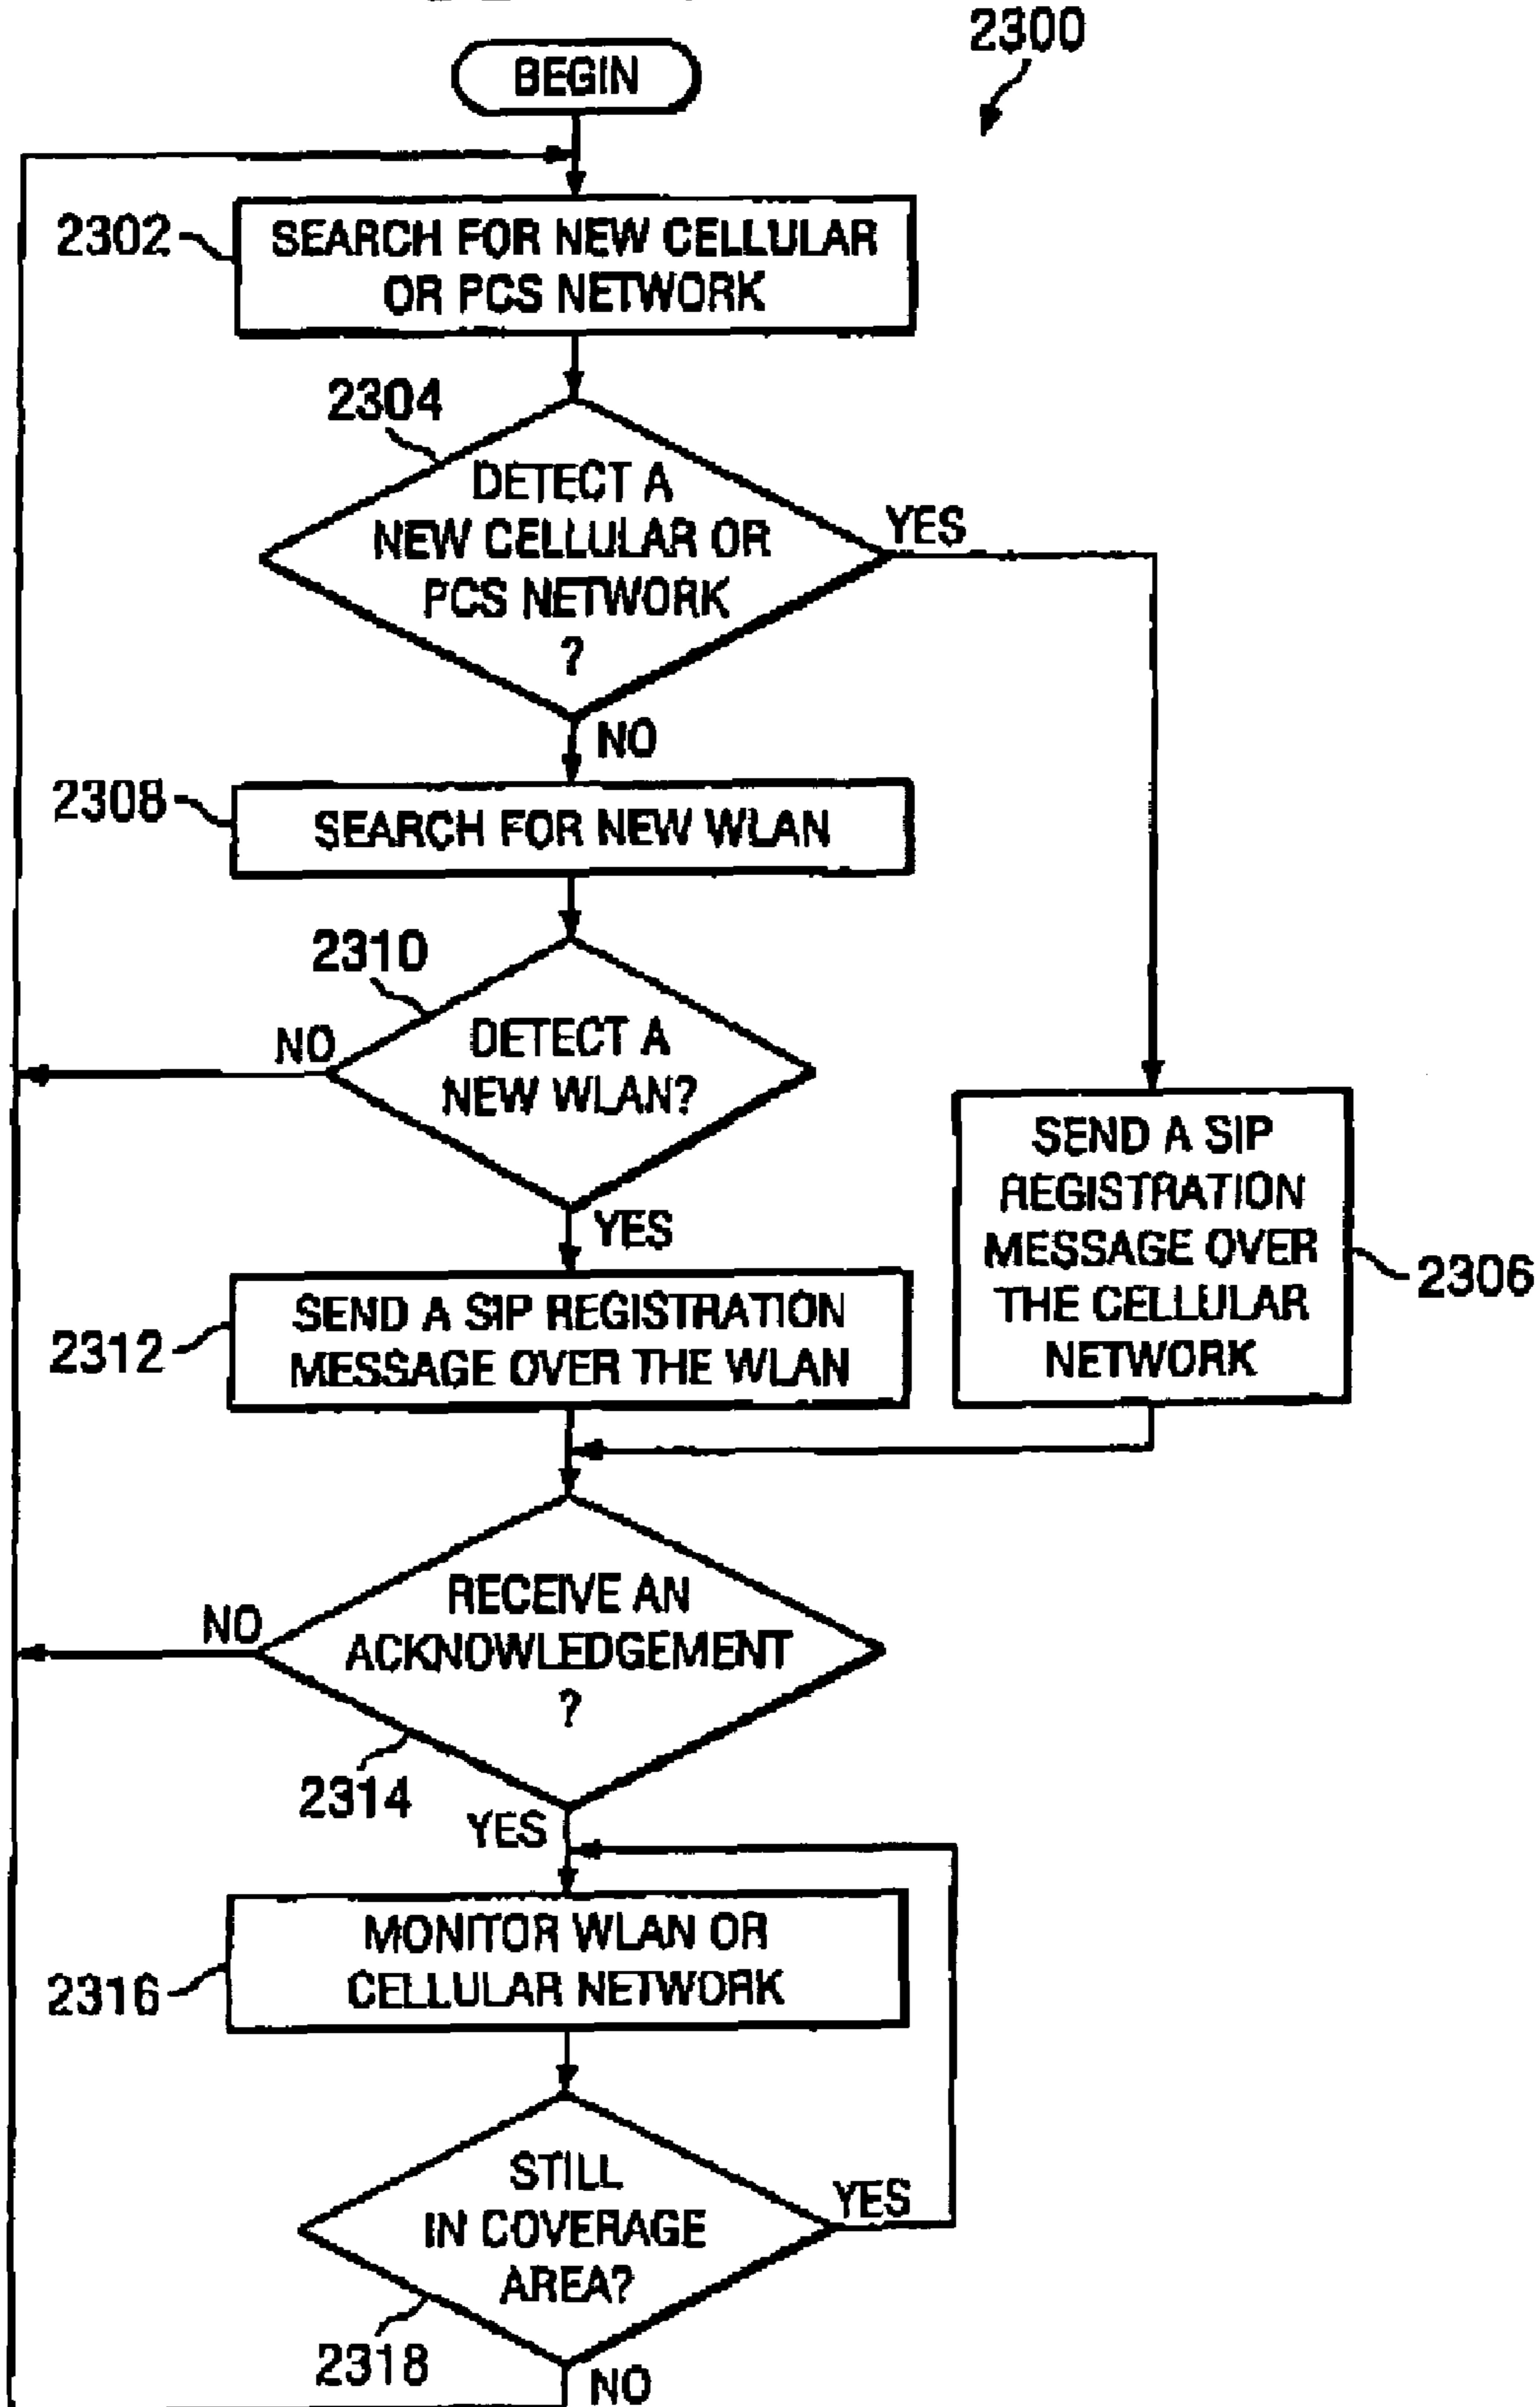 2300
BEGIN
2302
SEARCH FOR NEW CELLULAR
OR PCS NETWORK
2304
DETECT A
NEW CELLULAR OR
PCS NETWORK
?
YES
NO
2308
SEARCH FOR NEW WLAN
2310
DETECT A
NEW WLAN?
NO
YES
SEND A SIP
REGISTRATION
MESSAGE OVER
THE CELLULAR
NETWORK
2306
2312
SEND A SIP REGISTRATION
MESSAGE OVER THE WLAN
RECEIVE AN
ACKNOWLEDGEMENT
?
NO
2314
YES
2316
MONITOR WLAN OR
CELLULAR NETWORK
STILL
IN COVERAGE
AREA?
YES
2318
NO